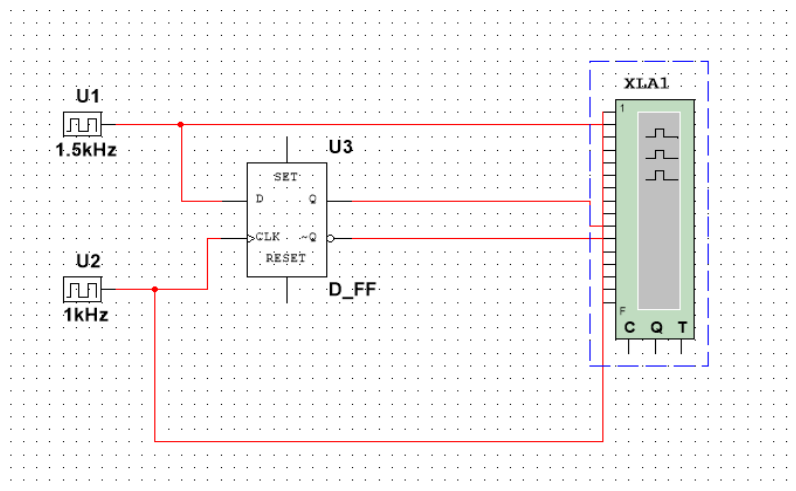 XLA1
U1
1
1.5kHz
U3
SET
D Q
CLK ~Q
RESET
U2
D_FF
1kHz
F
C Q T